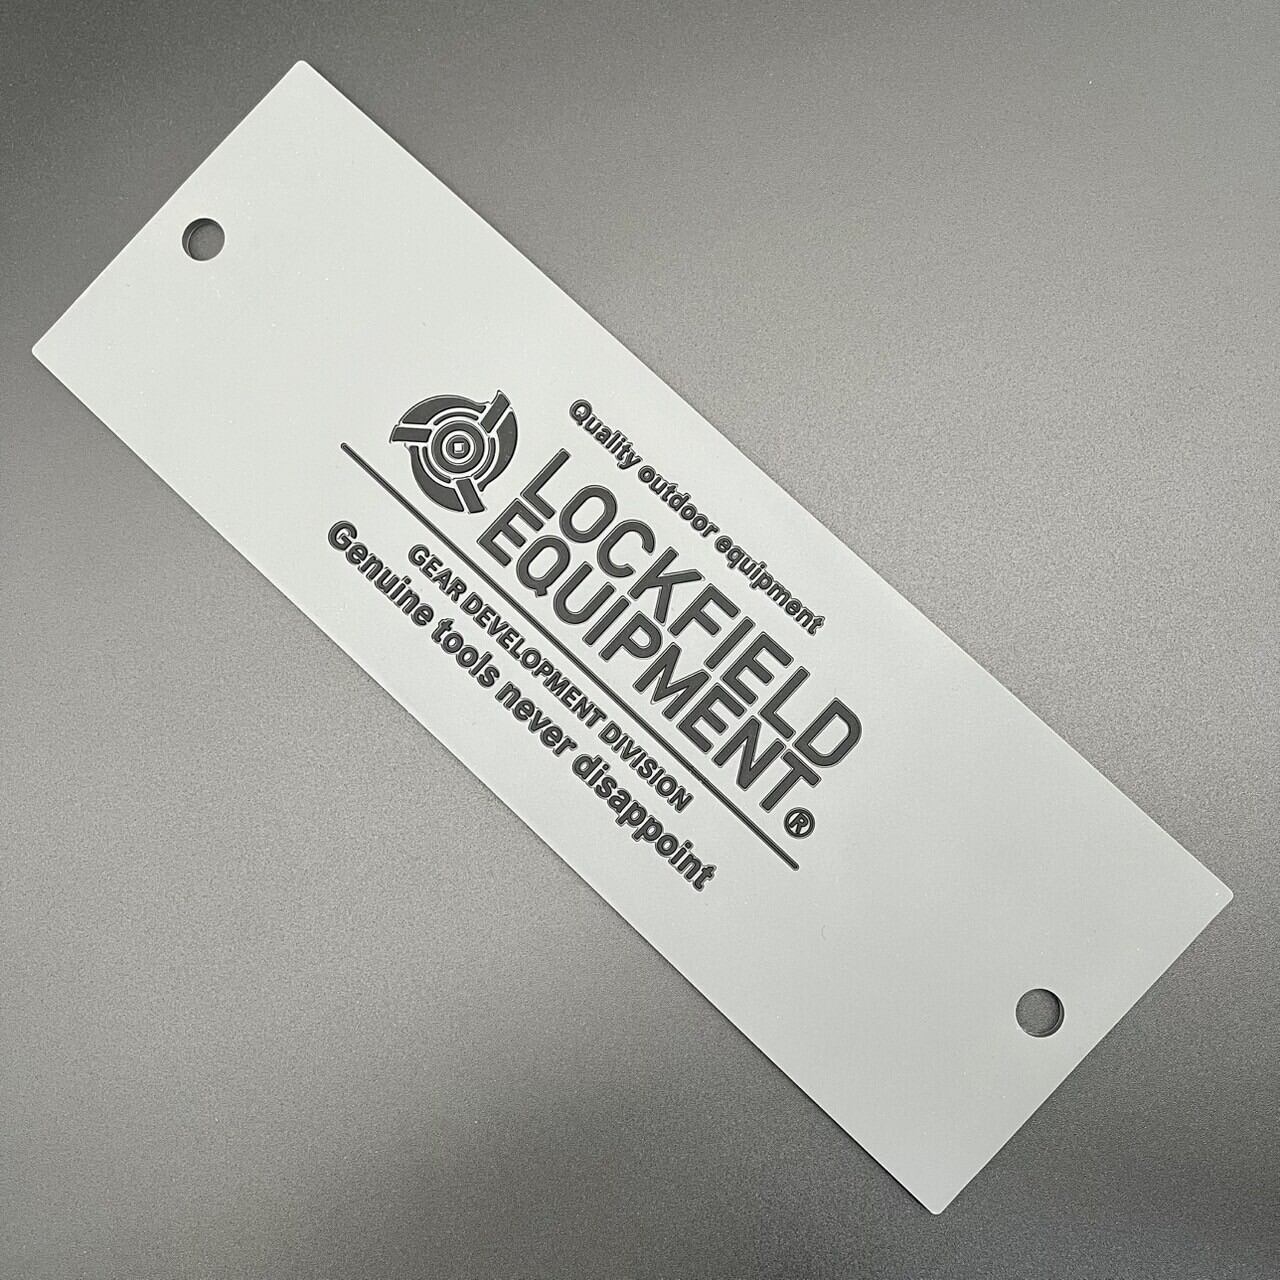 Quality outdoor equipment
LOCKFIELD
EQUIPMENT®
GEAR DEVELOPMENT DIVISION
Genuine tools never disappoint